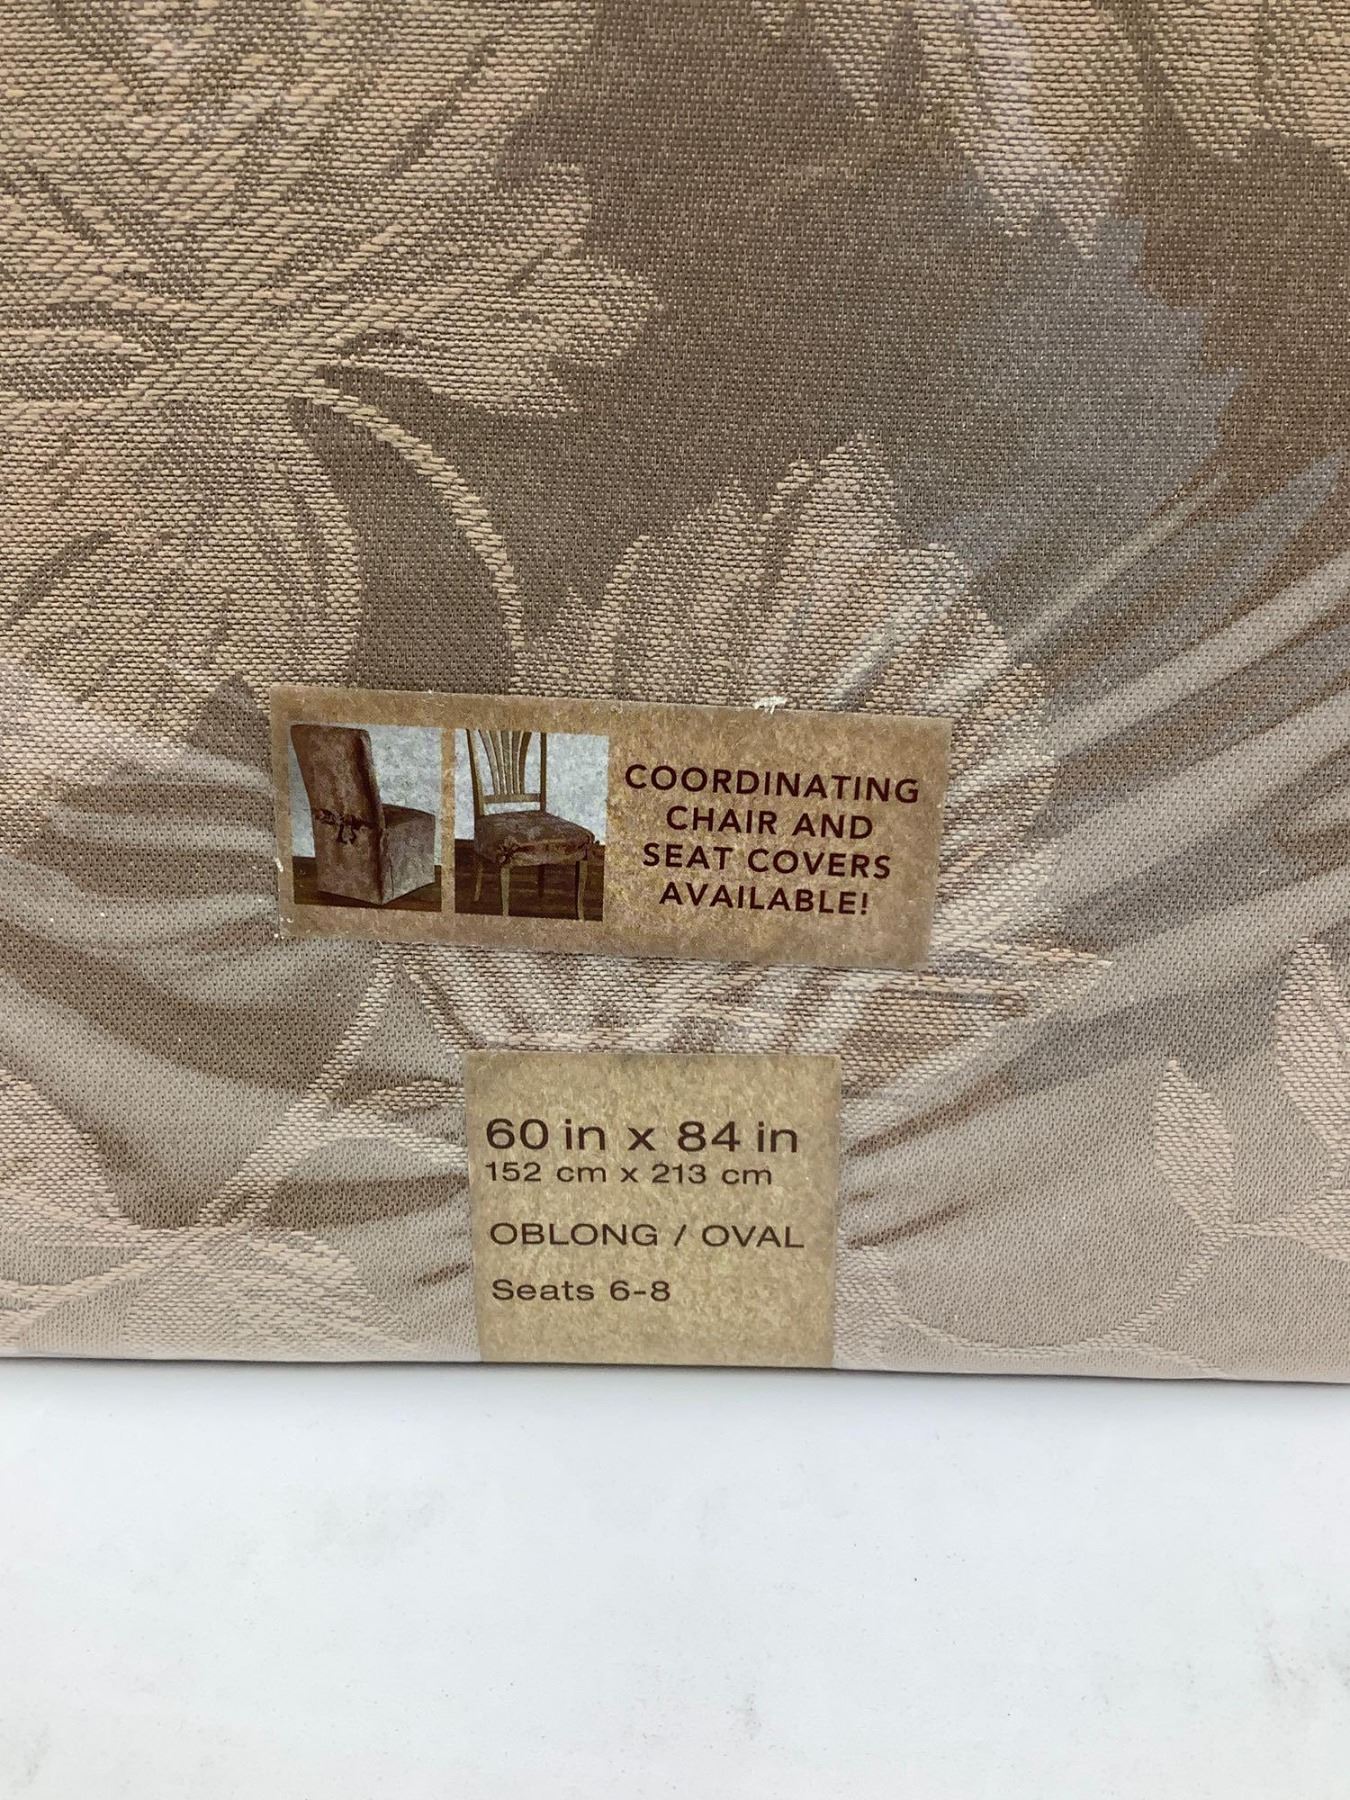 COORDINATING
CHAIR AND
SEAT COVERS
AVAILABLE!
60 in x 84 in
152 cm x 213 cm
OBLONG / OVAL
Seats 6-8